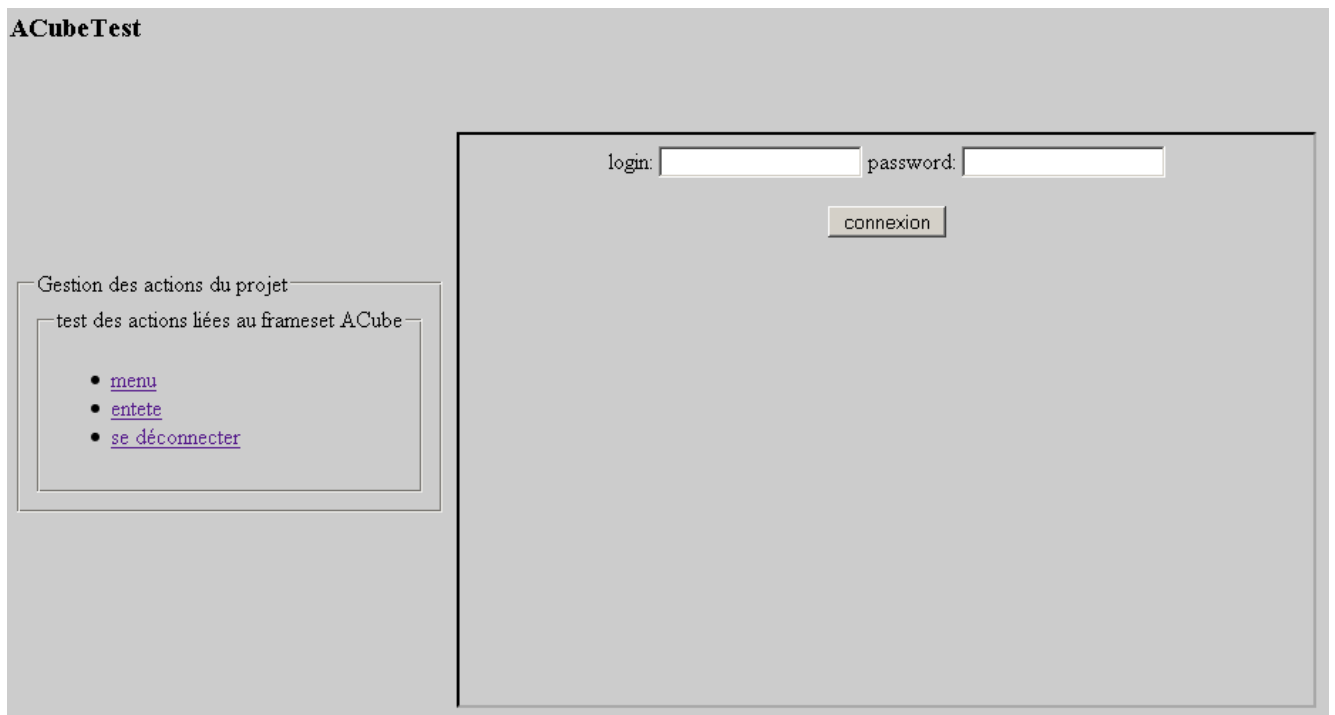 ACubeTest
login: password:
connexion
Gestion des actions du projet
test des actions liées au frameset ACube
menu
entete
se déconnecter